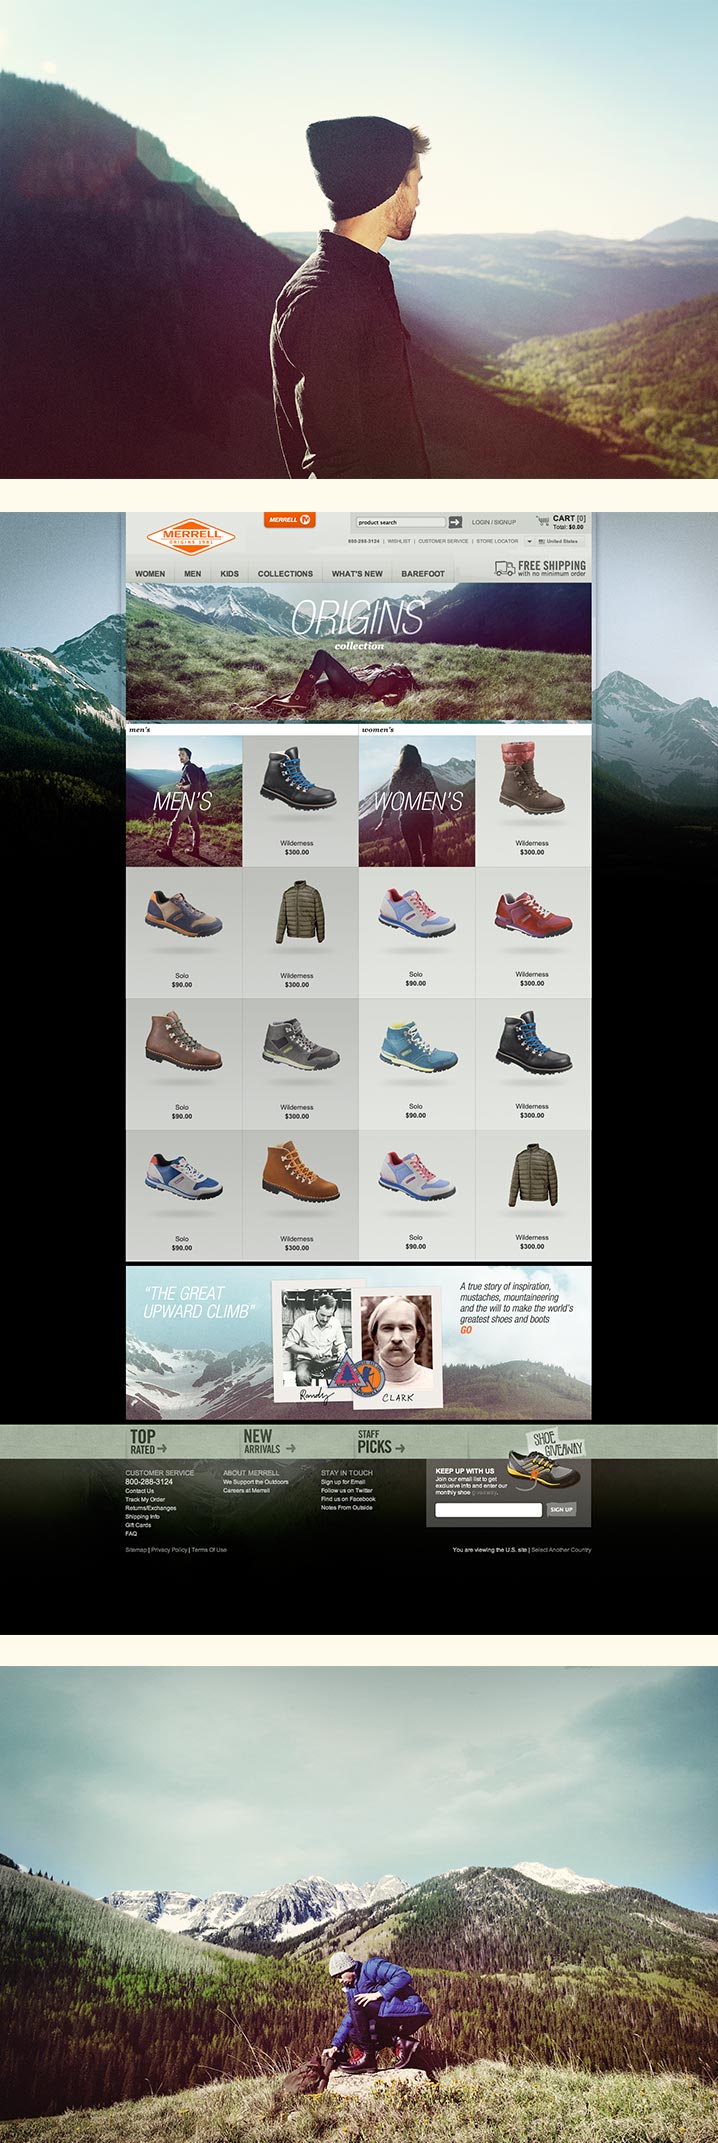 MERRELL
ORIGINS 1981
MERRELL TV
product search
LOGIN / SIGNUP
CART [0]
Total: $0.00
800-288-3124 | WISHLIST | CUSTOMER SERVICE | STORE LOCATOR
United States
WOMEN MEN KIDS COLLECTIONS WHAT'S NEW BAREFOOT
FREE SHIPPING
with no minimum order
ORIGINS
collection
men's
women's
MEN'S
Wilderness
$300.00
WOMEN'S
Wilderness
$300.00
Solo
$90.00
Wilderness
$300.00
Solo
$90.00
Wilderness
$300.00
Solo
$90.00
Wilderness
$300.00
Solo
$90.00
Wilderness
$300.00
Solo
$90.00
Wilderness
$300.00
Solo
$90.00
Wilderness
$300.00
"THE GREAT
UPWARD CLIMB"
Randy
CLARK
A true story of inspiration,
mustaches, mountaineering
and the will to make the world's
greatest shoes and boots
GO
TOP
RATED
NEW
ARRIVALS
STAFF
PICKS
SHOE
GIVEAWAY
CUSTOMER SERVICE
800-288-3124
Contact Us
Track My Order
Returns/Exchanges
Shipping Info
Gift Cards
FAQ
ABOUT MERRELL
We Support the Outdoors
Careers at Merrell
STAY IN TOUCH
Sign up for Email
Follow us on Twitter
Find us on Facebook
Notes From Outside
KEEP UP WITH US
Join our email list to get
exclusive info and enter our
monthly shoe giveaway.
SIGN UP
Sitemap | Privacy Policy | Terms Of Use
You are viewing the U.S. site | Select Another Country